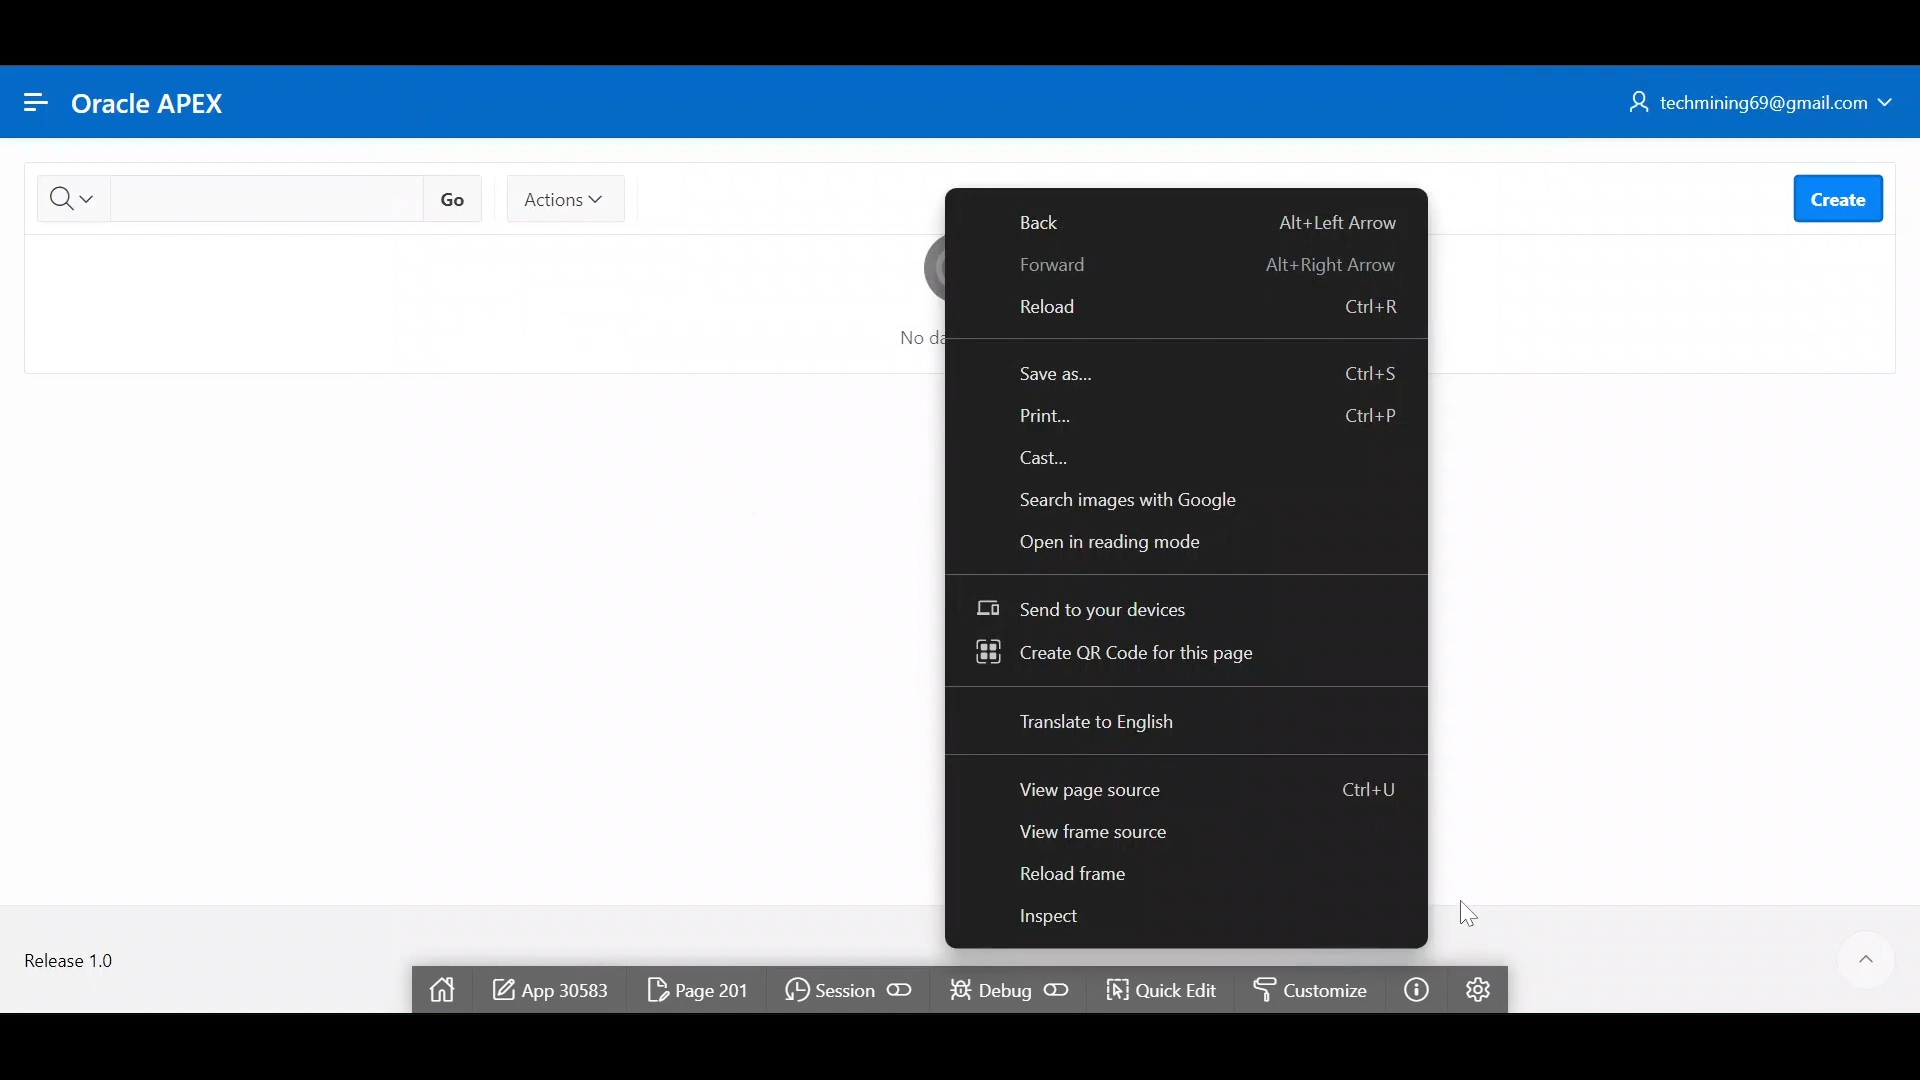 Oracle APEX
techmining69@gmail.com
Go
Actions
Create
Back Alt+Left Arrow
Forward Alt+Right Arrow
Reload Ctrl+R
No
Save as... Ctrl+S
Print... Ctrl+P
Cast...
Search images with Google
Open in reading mode
Send to your devices
Create QR Code for this page
Translate to English
View page source Ctrl+U
View frame source
Reload frame
Inspect
Release 1.0
App 30583
Page 201
Session
Debug
Quick Edit
Customize